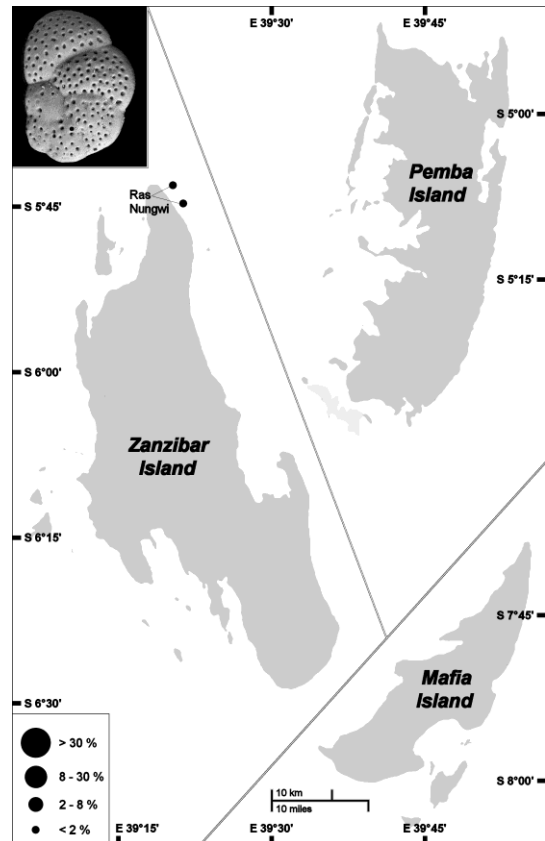 E 39°30'
E 39°45'
S 5°00'
Pemba
Island
Ras
Nungwi
S 5°45'
S 5°15'
S 6°00'
Zanzibar
Island
S 6°15'
S 7°45'
Mafia
Island
S 6°30'
> 30 %
8 - 30 %
2 - 8 %
< 2 %
10 km
10 miles
S 8°00'
E 39°15'
E 39°30'
E 39°45'